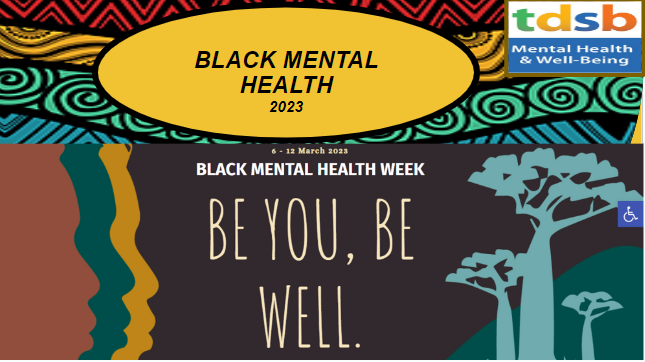 BLACK MENTAL
HEALTH
2023
tdsb
Mental Health
& Well-Being
6 - 12 March 2023
BLACK MENTAL HEALTH WEEK
BE YOU, BE
WELL.